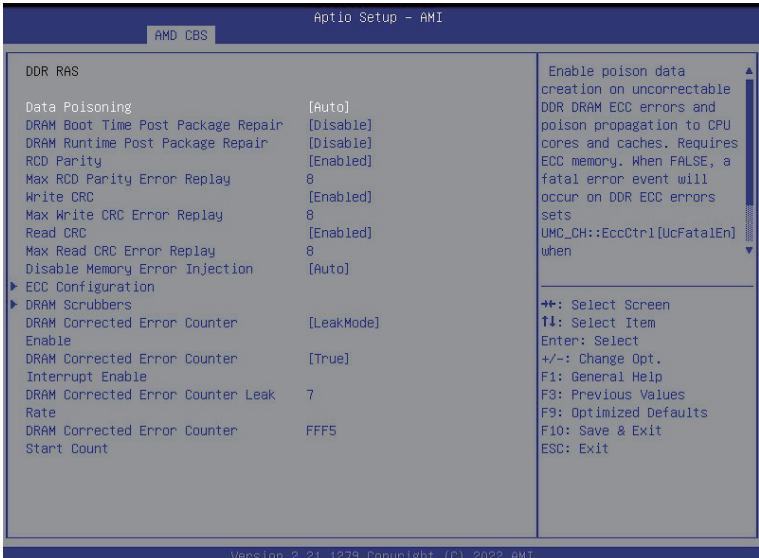 Aptio Setup – AMI
AMD CBS
DDR RAS
Data Poisoning [Auto]
DRAM Boot Time Post Package Repair [Disable]
DRAM Runtime Post Package Repair [Disable]
RCD Parity [Enabled]
Max RCD Parity Error Replay 8
Write CRC [Enabled]
Max Write CRC Error Replay 8
Read CRC [Enabled]
Max Read CRC Error Replay 8
Disable Memory Error Injection [Auto]
ECC Configuration
DRAM Scrubbers
DRAM Corrected Error Counter [LeakMode]
Enable
DRAM Corrected Error Counter [True]
Interrupt Enable
DRAM Corrected Error Counter Leak 7
Rate
DRAM Corrected Error Counter FFF5
Start Count
Enable poison data
creation on uncorrectable
DDR DRAM ECC errors and
poison propagation to CPU
cores and caches. Requires
ECC memory. When FALSE, a
fatal error event will
occur on DDR ECC errors
sets
UMC_CH::EccCtrl[UcFatalEn]
when
→←: Select Screen
↑↓: Select Item
Enter: Select
+/-: Change Opt.
F1: General Help
F3: Previous Values
F9: Optimized Defaults
F10: Save & Exit
ESC: Exit
Version 2.21.1279 Copyright (C) 2022 AMI